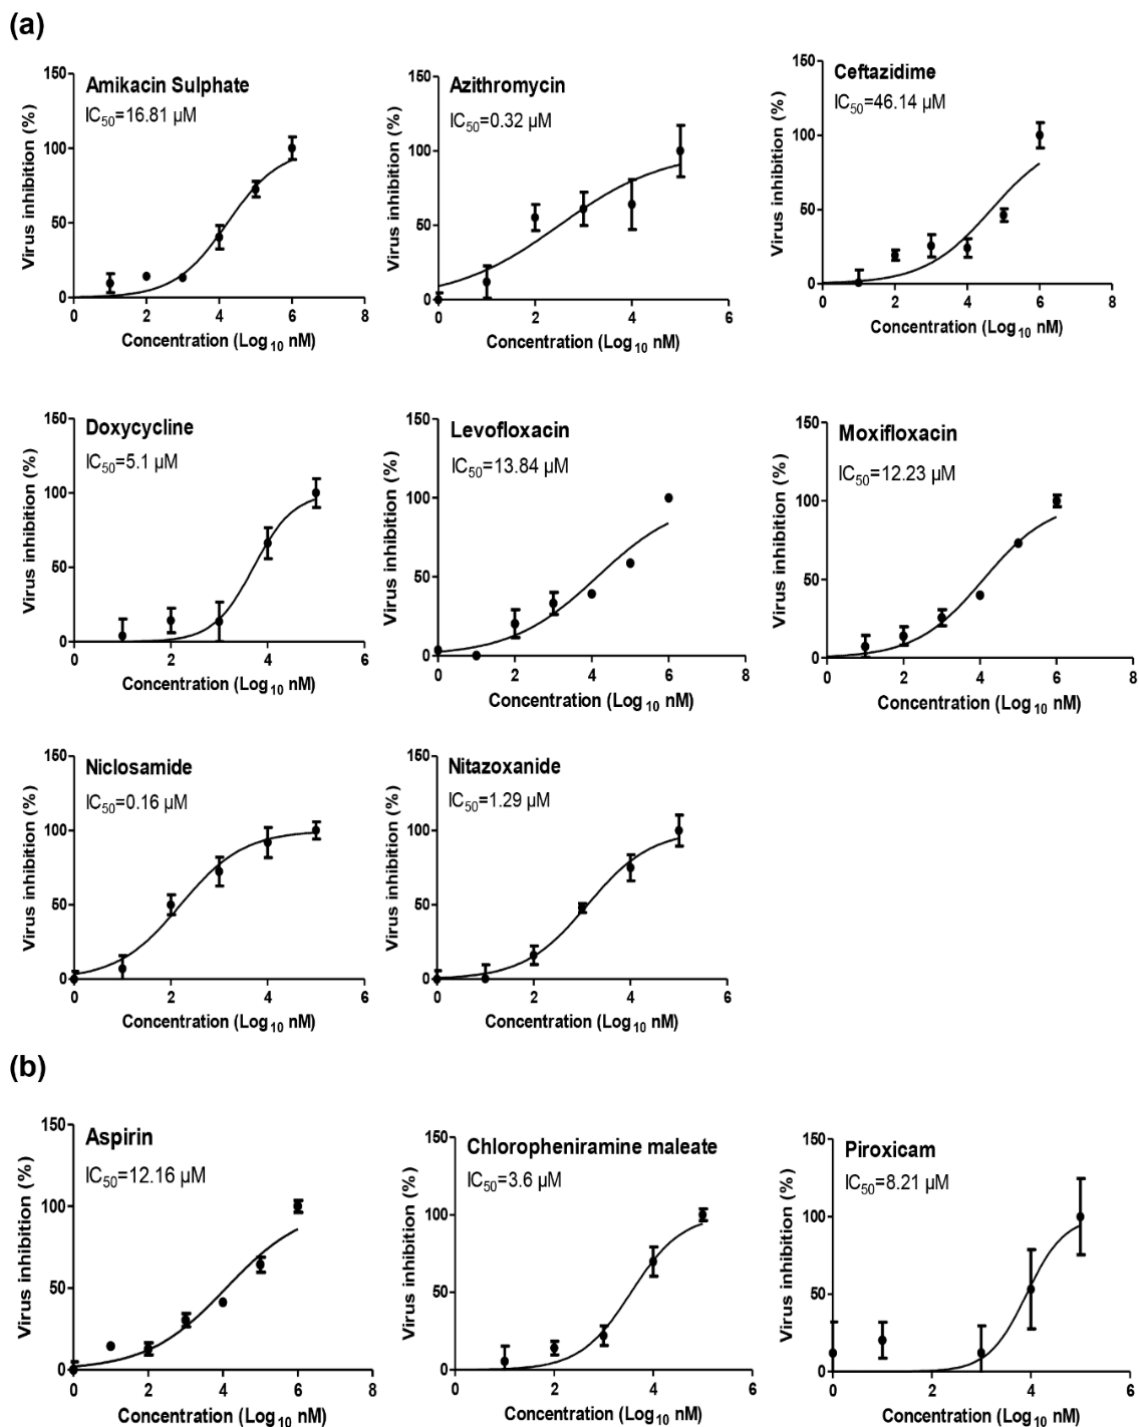 (a)
Amikacin Sulphate
IC50=16.81 µM
Virus inhibition (%)
150
100
50
0
0 2 4 6 8
Concentration (Log10 nM)
Azithromycin
IC50=0.32 µM
Virus inhibition (%)
150
100
50
0
0 2 4 6
Concentration (Log10 nM)
Ceftazidime
IC50=46.14 µM
Virus inhibition (%)
150
100
50
0
0 2 4 6 8
Concentration (Log10 nM)
Doxycycline
IC50=5.1 µM
Virus inhibition (%)
150
100
50
0
0 2 4 6
Concentration (Log10 nM)
Levofloxacin
IC50=13.84 µM
Virus inhibition (%)
150
100
50
0
0 2 4 6 8
Concentration (Log10 nM)
Moxifloxacin
IC50=12.23 µM
Virus inhibition (%)
150
100
50
0
0 2 4 6 8
Concentration (Log10 nM)
Niclosamide
IC50=0.16 µM
Virus inhibition (%)
150
100
50
0
0 2 4 6
Concentration (Log10 nM)
Nitazoxanide
IC50=1.29 µM
Virus inhibition (%)
150
100
50
0
0 2 4 6
Concentration (Log10 nM)
(b)
Aspirin
IC50=12.16 µM
Virus inhibition (%)
150
100
50
0
0 2 4 6 8
Concentration (Log10 nM)
Chloropheniramine maleate
IC50=3.6 µM
Virus inhibition (%)
150
100
50
0
0 2 4 6
Concentration (Log10 nM)
Piroxicam
IC50=8.21 µM
Virus inhibition (%)
150
100
50
0
0 2 4 6
Concentration (Log10 nM)